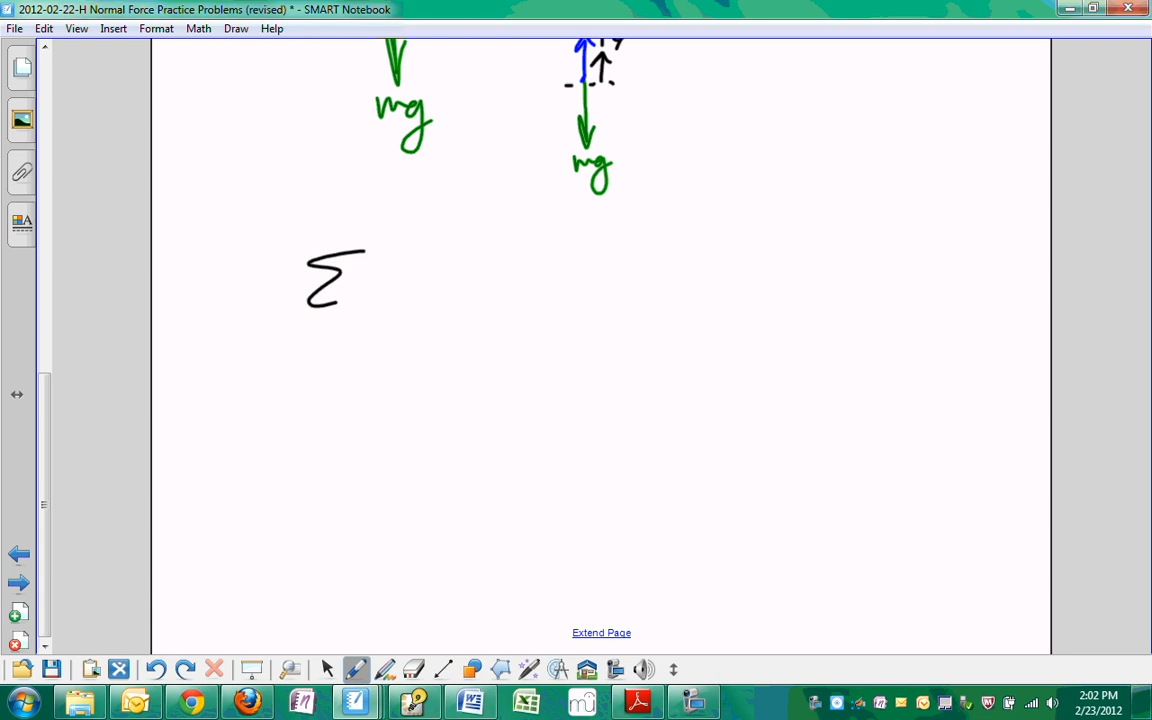 2012-02-22-H Normal Force Practice Problems (revised) * - SMART Notebook
File Edit View Insert Format Math Draw Help
mg
mg
Σ
Extend Page
2:02 PM
2/23/2012